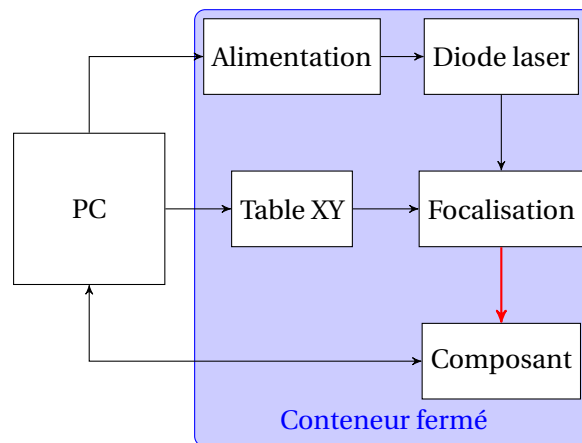 Alimentation
Diode laser
PC
Table XY
Focalisation
Composant
Conteneur fermé